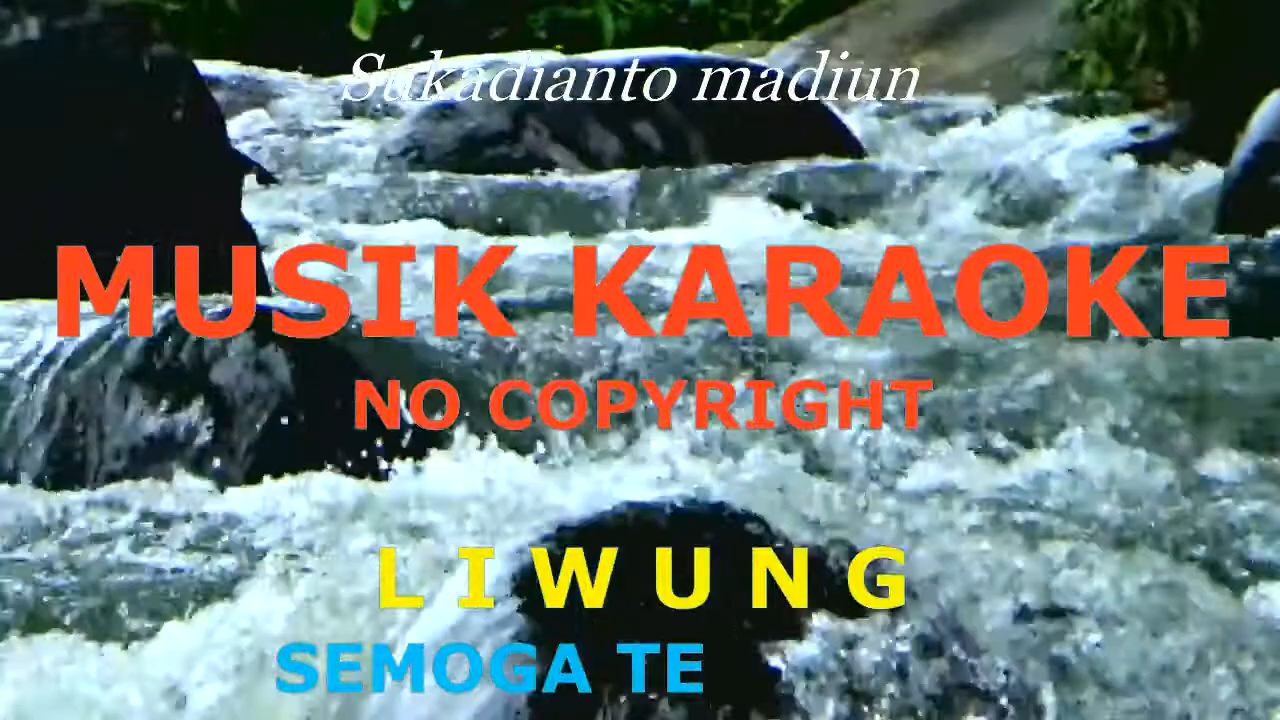 Sukadianto madiun
MUSIK KARAOKE
NO COPYRIGHT
L I W U N G
SEMOGA TE